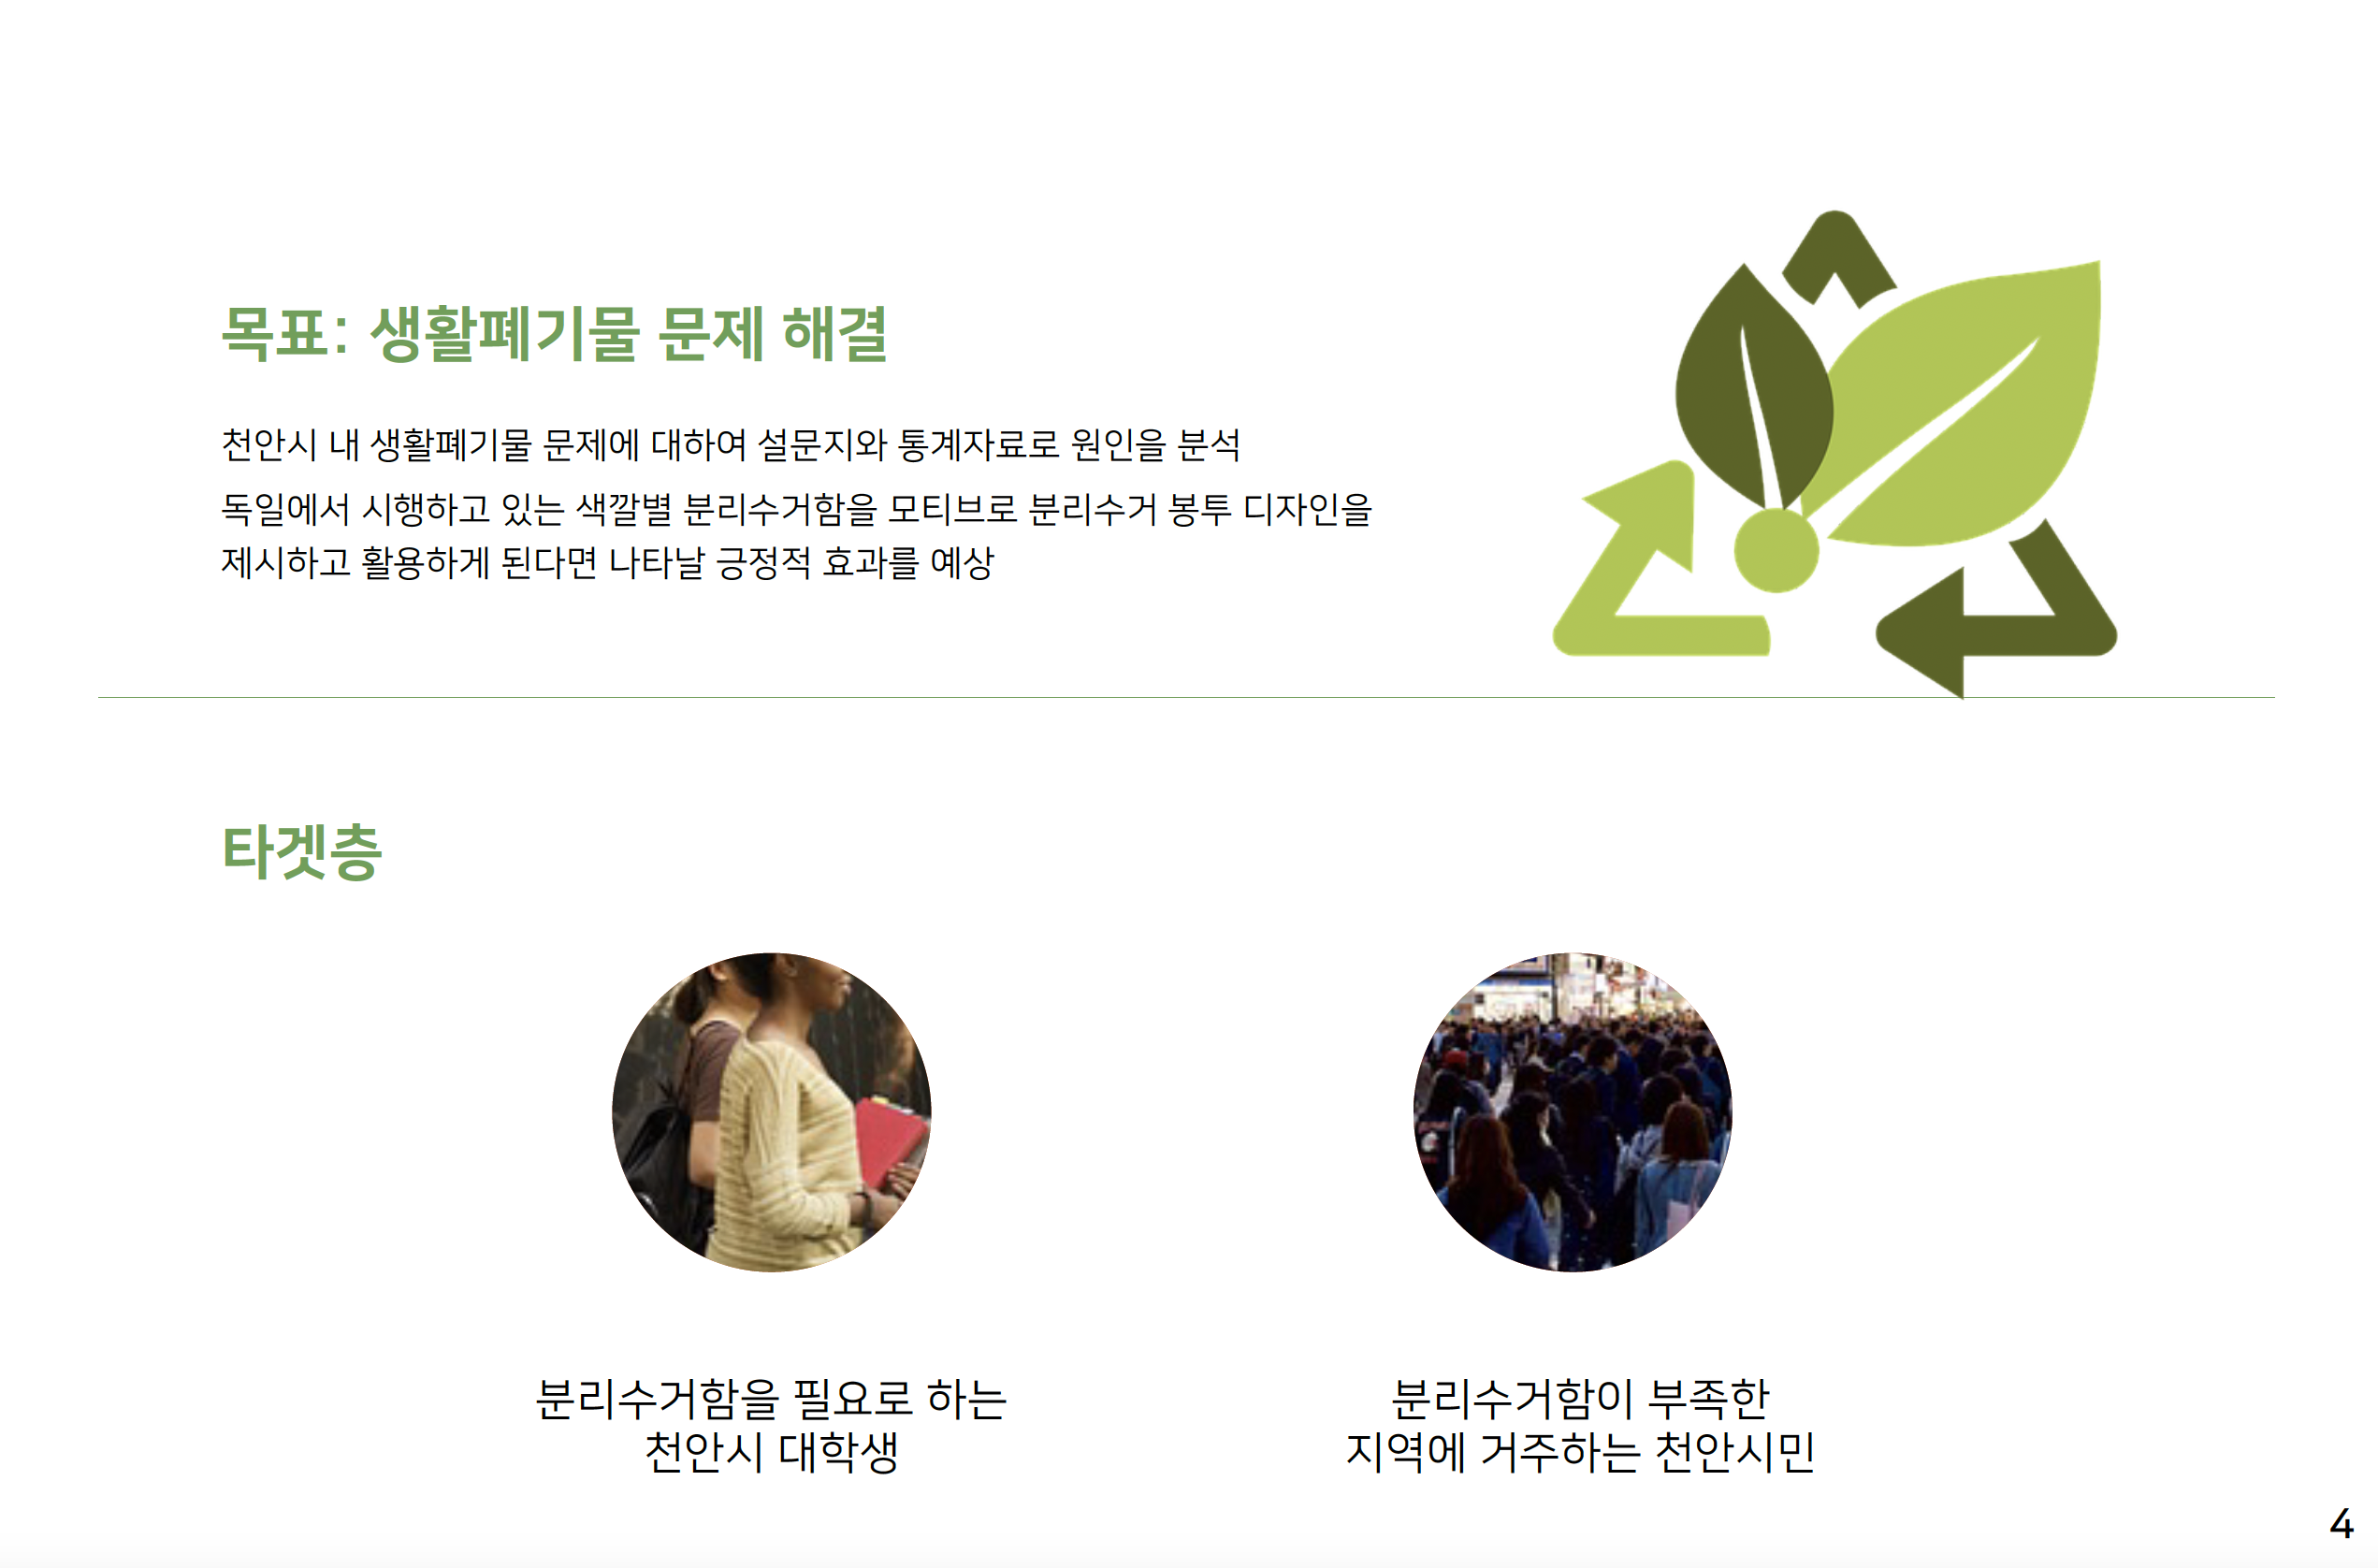 목표: 생활폐기물 문제 해결
천안시 내 생활폐기물 문제에 대하여 설문지와 통계자료로 원인을 분석
독일에서 시행하고 있는 색깔별 분리수거함을 모티브로 분리수거 봉투 디자인을
제시하고 활용하게 된다면 나타날 긍정적 효과를 예상
타겟층
분리수거함을 필요로 하는
천안시 대학생
분리수거함이 부족한
지역에 거주하는 천안시민
4